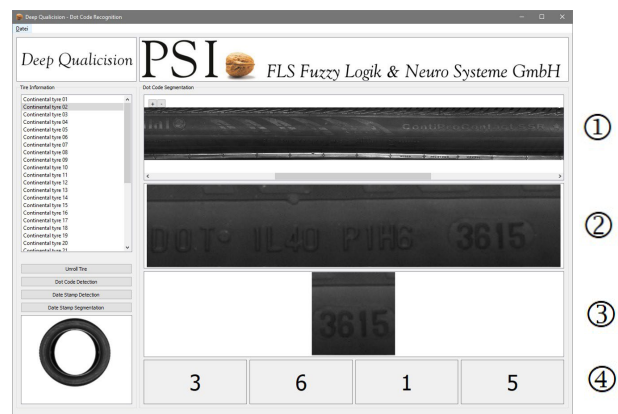 Deep Qualicision - Dot Code Recognition
Datei
Deep Qualicision
PSI
FLS Fuzzy Logik & Neuro Systeme GmbH
Tire Information
Continental tyre 01
Continental tyre 02
Continental tyre 03
Continental tyre 04
Continental tyre 05
Continental tyre 06
Continental tyre 07
Continental tyre 08
Continental tyre 09
Continental tyre 10
Continental tyre 11
Continental tyre 12
Continental tyre 13
Continental tyre 14
Continental tyre 15
Continental tyre 16
Continental tyre 17
Continental tyre 18
Continental tyre 19
Continental tyre 20
Continental tyre 21
Unroll Tire
Dot Code Detection
Date Stamp Detection
Date Stamp Segmentation
Dot Code Segmentation
+ -
①
DOT 1L40 P1H6 3615
②
3615
③
3 6 1 5
④